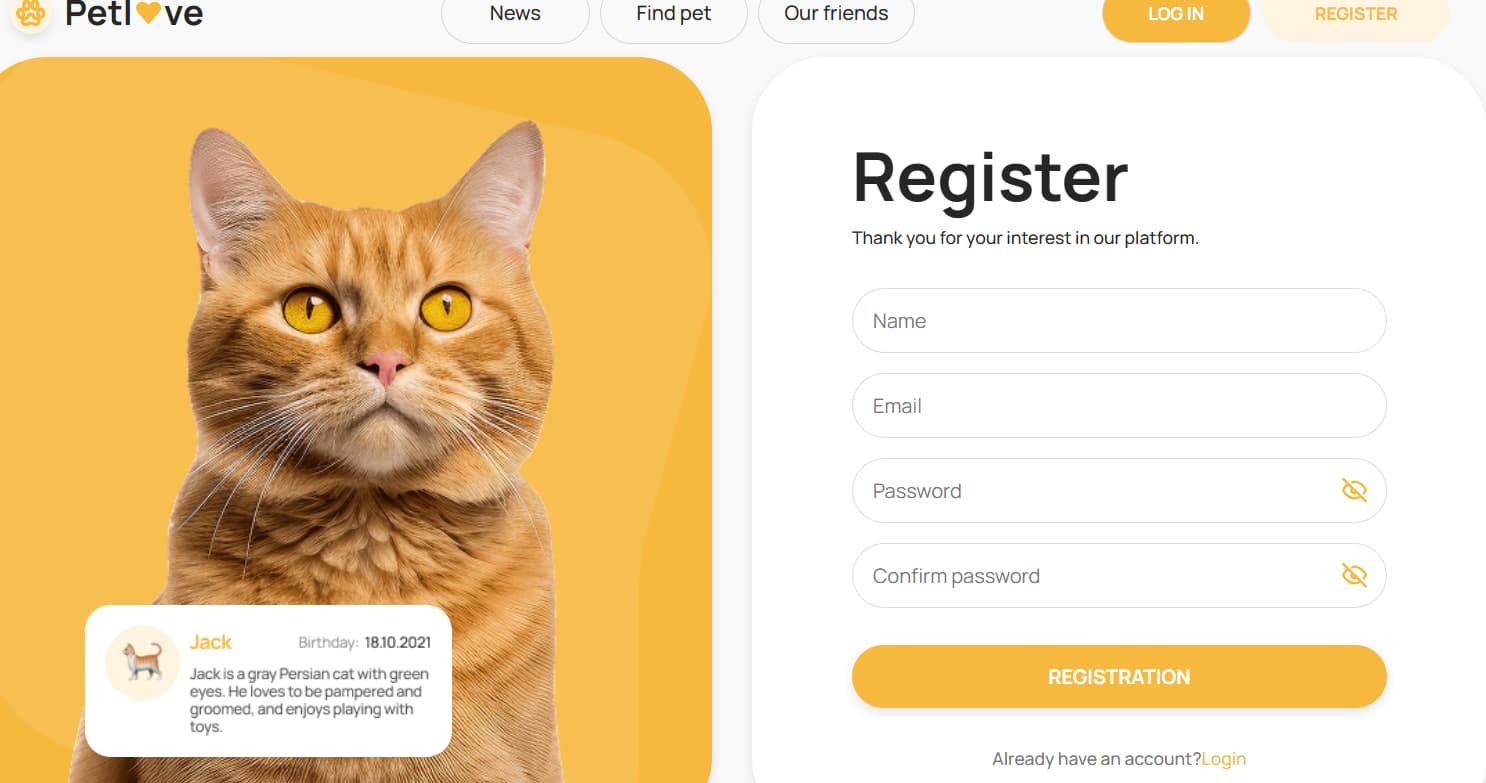 Petl🧡ve
News
Find pet
Our friends
LOG IN
REGISTER
Jack
Birthday: 18.10.2021
Jack is a gray Persian cat with green
eyes. He loves to be pampered and
groomed, and enjoys playing with
toys.
Register
Thank you for your interest in our platform.
Name
Email
Password
Confirm password
REGISTRATION
Already have an account?Login